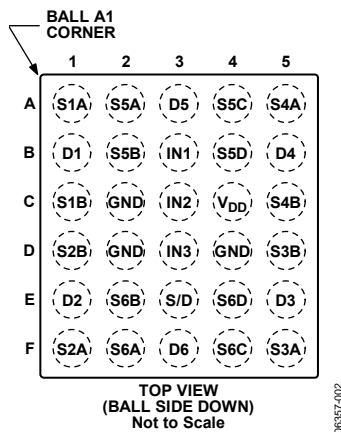 BALL A1
CORNER
1 2 3 4 5
A S1A S5A D5 S5C S4A
B D1 S5B IN1 S5D D4
C S1B GND IN2 VDD S4B
D S2B GND IN3 GND S3B
E D2 S6B S/D S6D D3
F S2A S6A D6 S6C S3A
TOP VIEW
(BALL SIDE DOWN)
Not to Scale
06357-002